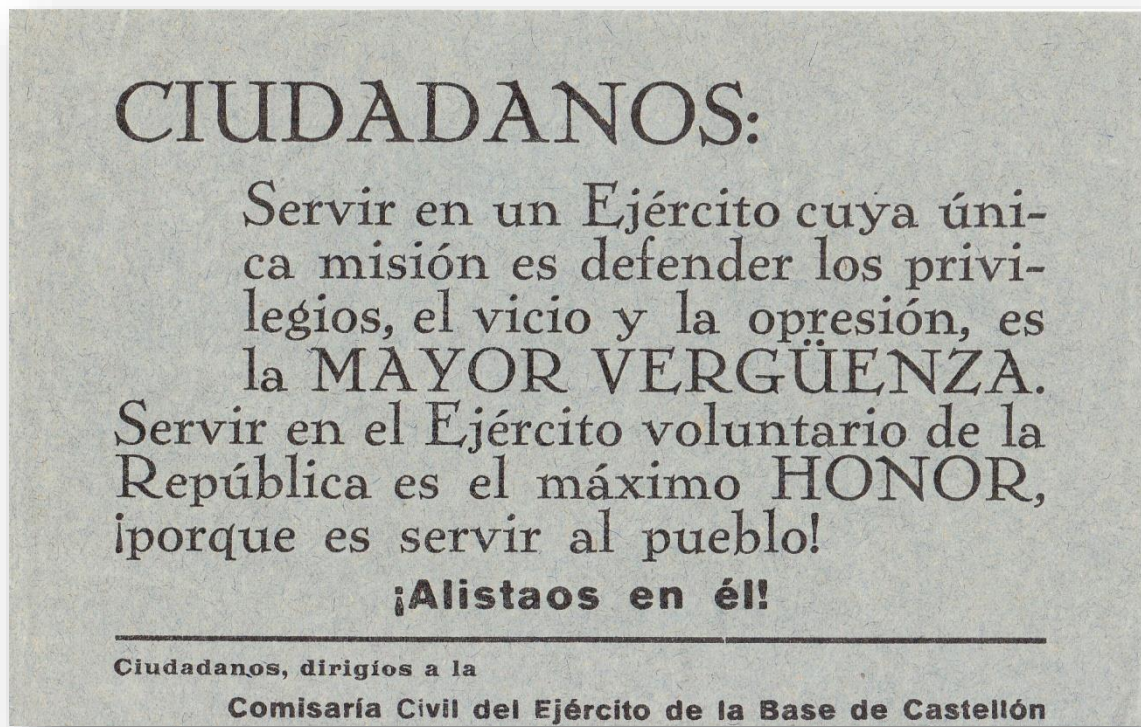 CIUDADANOS:
Servir en un Ejército cuya úni-
ca misión es defender los privi-
legios, el vicio y la opresión, es
la MAYOR VERGÜENZA.
Servir en el Ejército voluntario de la
República es el máximo HONOR,
¡porque es servir al pueblo!
¡Alistaos en él!
Ciudadanos, dirigíos a la
Comisaría Civil del Ejército de la Base de Castellón